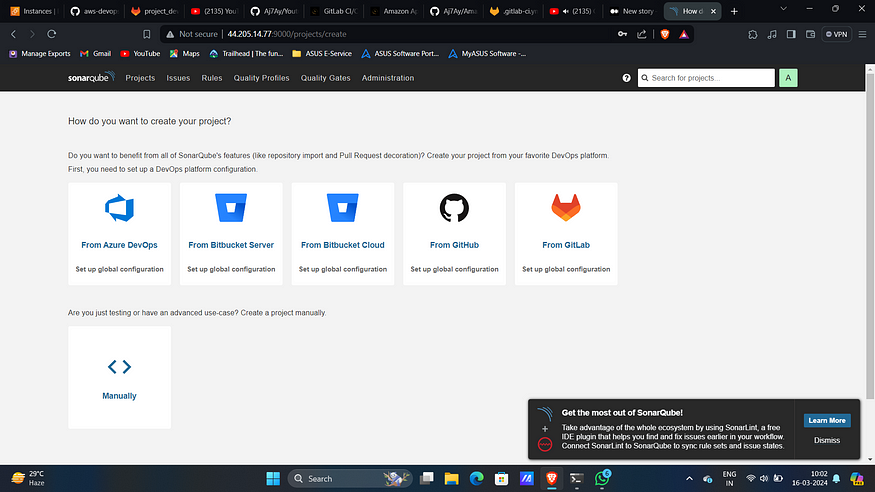 Instances |
aws-devop
project_dev
(2135) YouT
Aj7Ay/Yout
GitLab CI/C
Amazon Ap
Aj7Ay/Ama
.gitlab-ci.yn
(2135)
New story
How d
Not secure
44.205.14.77:9000/projects/create
VPN
Manage Exports
Gmail
YouTube
Maps
Trailhead | The fun...
ASUS E-Service
ASUS Software Port...
MyASUS Software -...
sonarqube
Projects
Issues
Rules
Quality Profiles
Quality Gates
Administration
?
Search for projects...
A
How do you want to create your project?
Do you want to benefit from all of SonarQube's features (like repository import and Pull Request decoration)? Create your project from your favorite DevOps platform.
First, you need to set up a DevOps platform configuration.
From Azure DevOps
Set up global configuration
From Bitbucket Server
Set up global configuration
From Bitbucket Cloud
Set up global configuration
From GitHub
Set up global configuration
From GitLab
Set up global configuration
Are you just testing or have an advanced use-case? Create a project manually.
Manually
Get the most out of SonarQube!
Take advantage of the whole ecosystem by using SonarLint, a free
IDE plugin that helps you find and fix issues earlier in your workflow.
Connect SonarLint to SonarQube to sync rule sets and issue states.
Learn More
Dismiss
29°C
Haze
Search
ENG
IN
10:02
16-03-2024